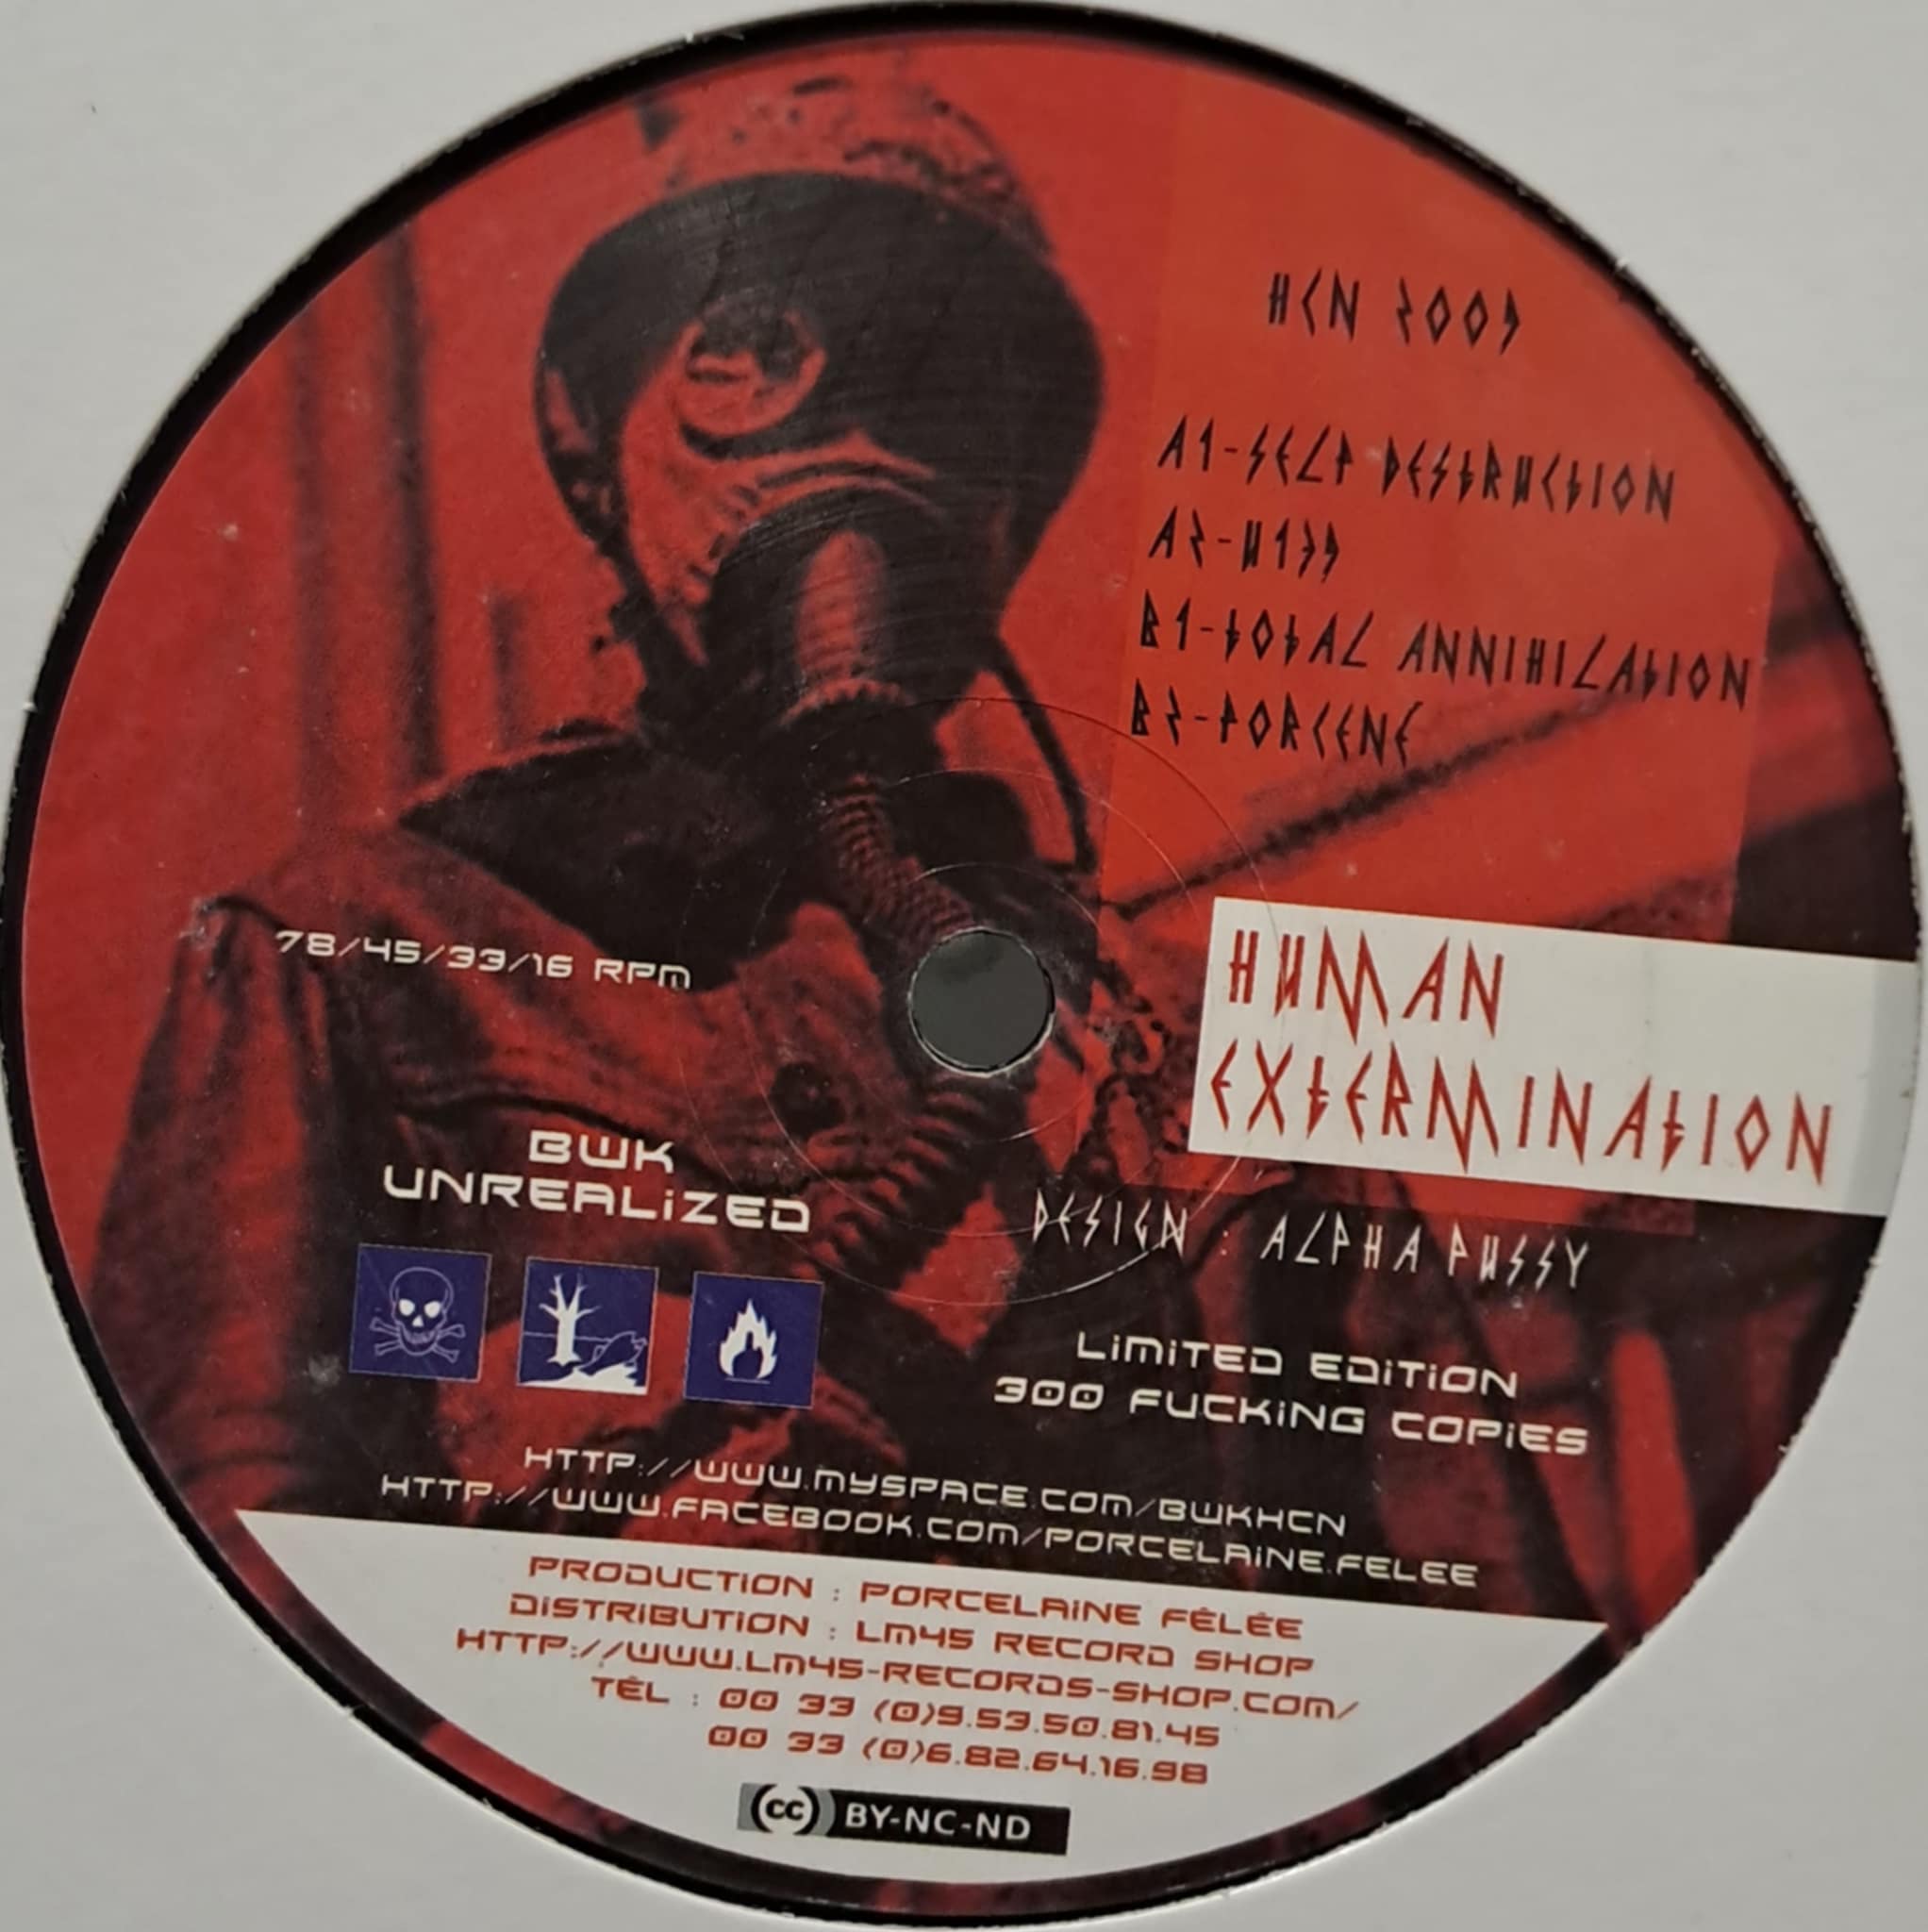 HCN 2009
A1-SELF DESTRUCTION
A2-U133
B1-TOTAL ANNIHILATION
B2-PORCENE
78/45/33/16 RPM
HUMAN
EXTERMINATION
BWK
UNREALiZED
DESIGN : ALPHA PUSSY
LiMiTED EDiTiON
300 FUCKiNG COPiES
HTTP://WWW.MYSPACE.COM/BWKHCN
HTTP://WWW.FACEBOOK.COM/PORCELAiNE.FELEE
PRODUCTiON : PORCELAiNE FÊLÉE
DiSTRIBUTiON : LM45 RECORD SHOP
HTTP://WWW.LM45-RECORDS-SHOP.COM/
TÉL : 00 33 (0)9.53.50.81.45
00 33 (0)6.82.64.16.98
cc BY-NC-ND